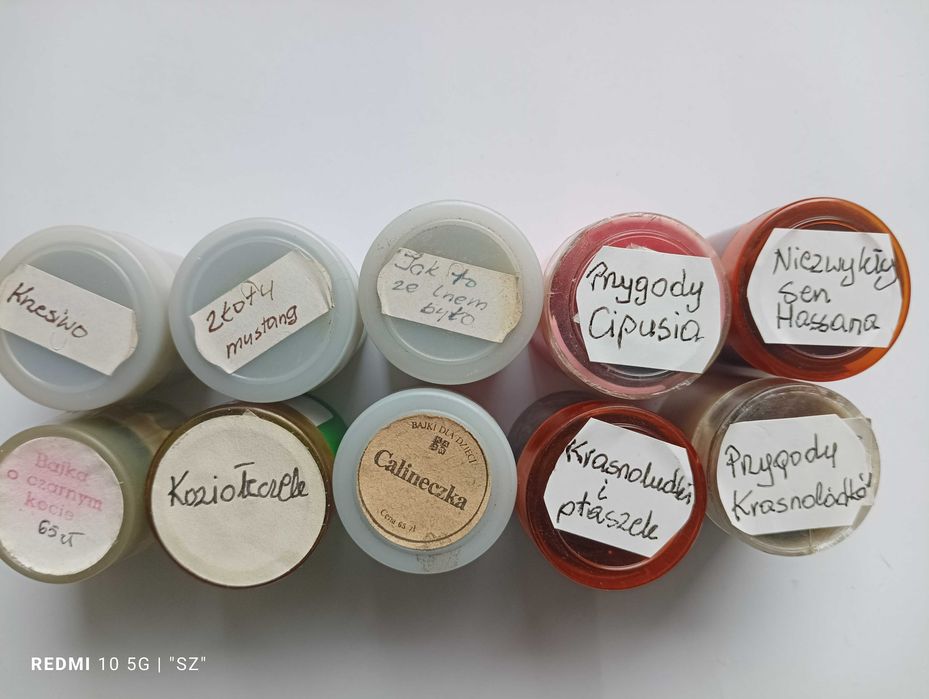 Krzesiwo
złoty
mustang
Jak to
ze lnem
było
Przygody
Cipusia
Niezwykły
sen
Hassana
Bajka
o czarnym
kocie
65 zł
Koziołeczek
BAJKI DLA DZIECI
Calineczka
Cena 65 zł
Krasnoludki
i
ptaszek
Przygody
Krasnoludków
REDMI 10 5G | "SZ"